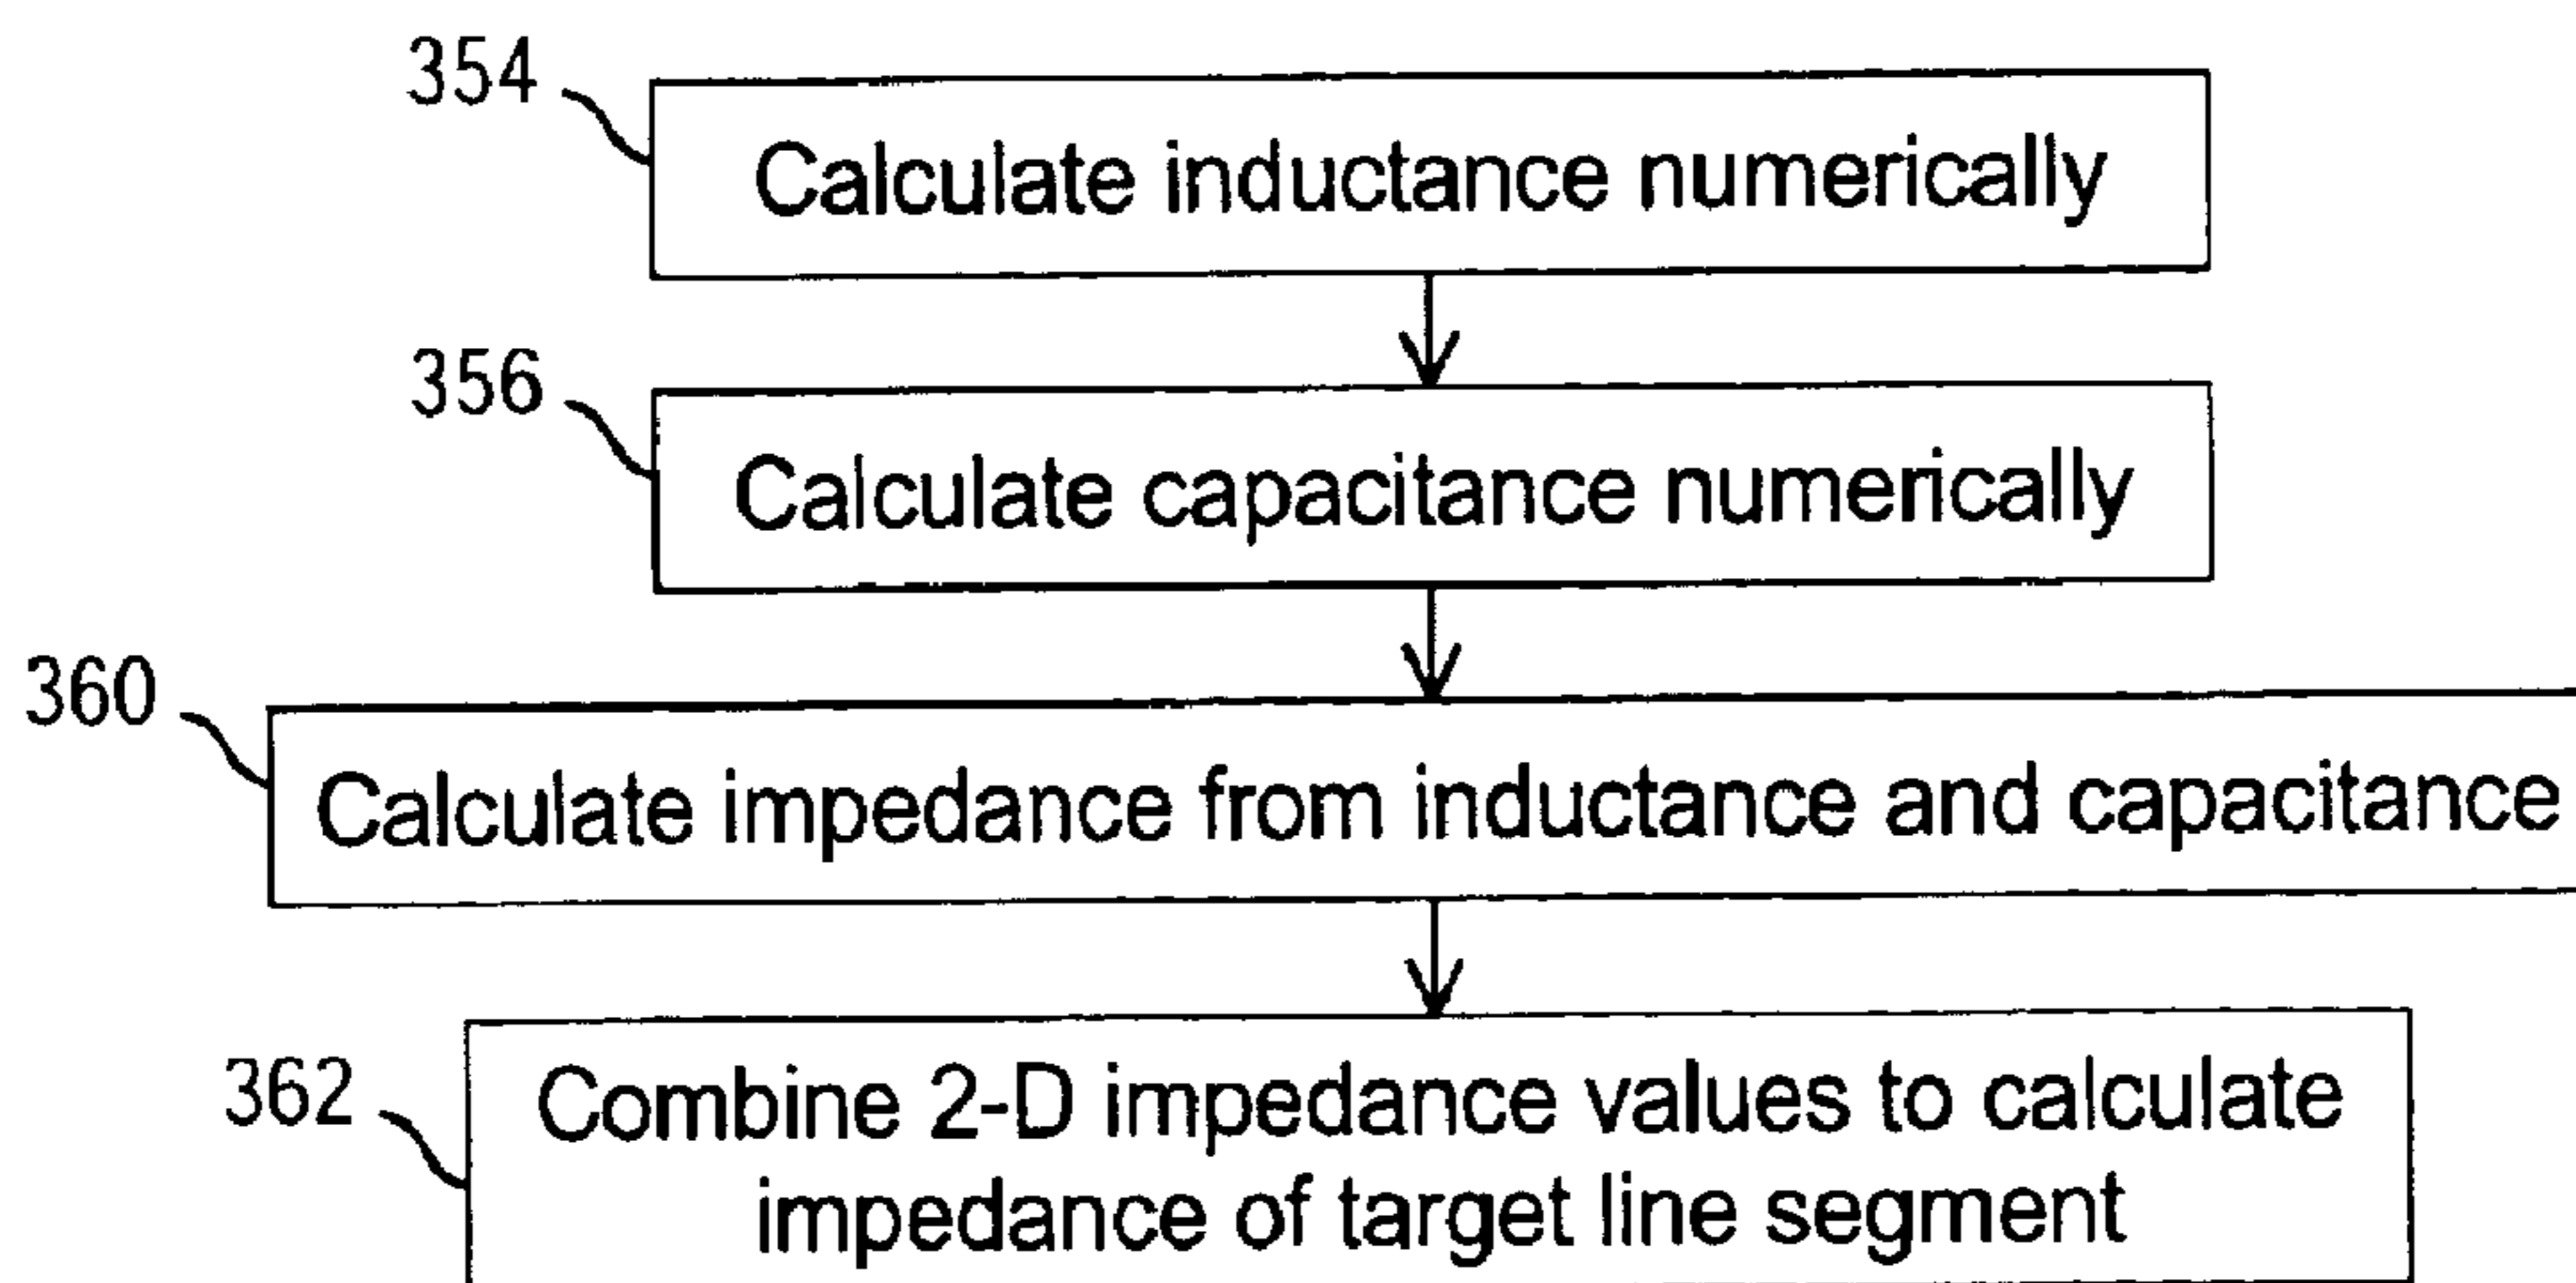 354
Calculate inductance numerically
356
Calculate capacitance numerically
360
Calculate impedance from inductance and capacitance
362
Combine 2-D impedance values to calculate
impedance of target line segment